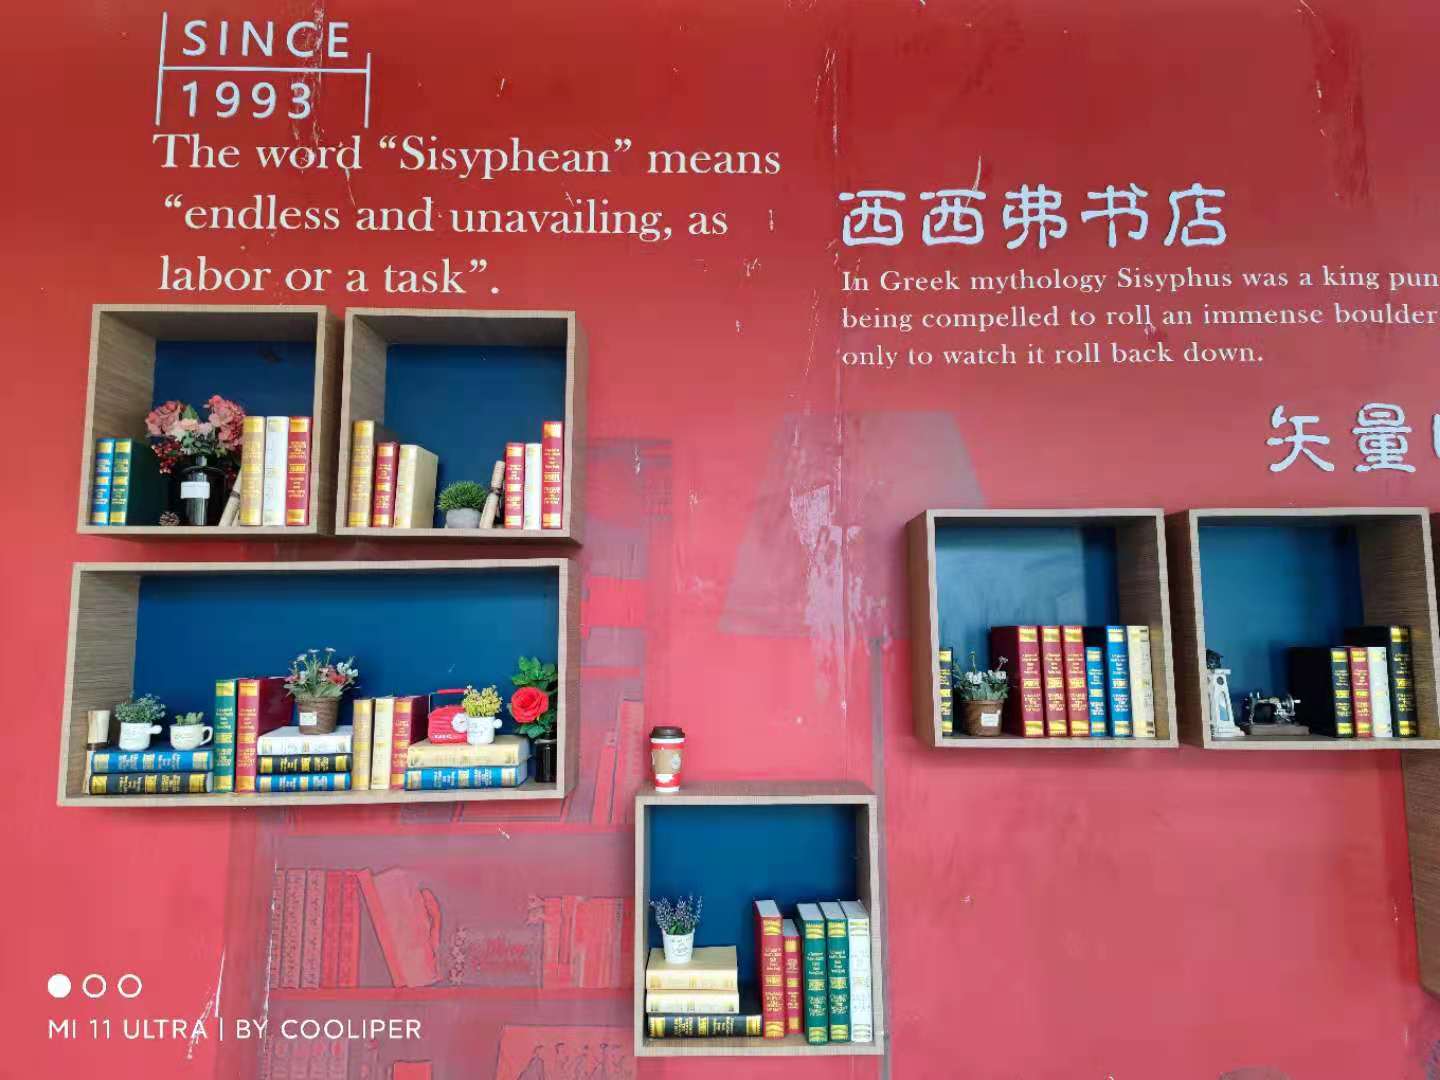 SINCE
1993
The word “Sisyphean” means
“endless and unavailing, as
labor or a task”.
西西弗书店
In Greek mythology Sisyphus was a king
being compelled to roll an immense boulder
only to watch it roll back down.
矢量
MI 11 ULTRA | BY COOLIPER